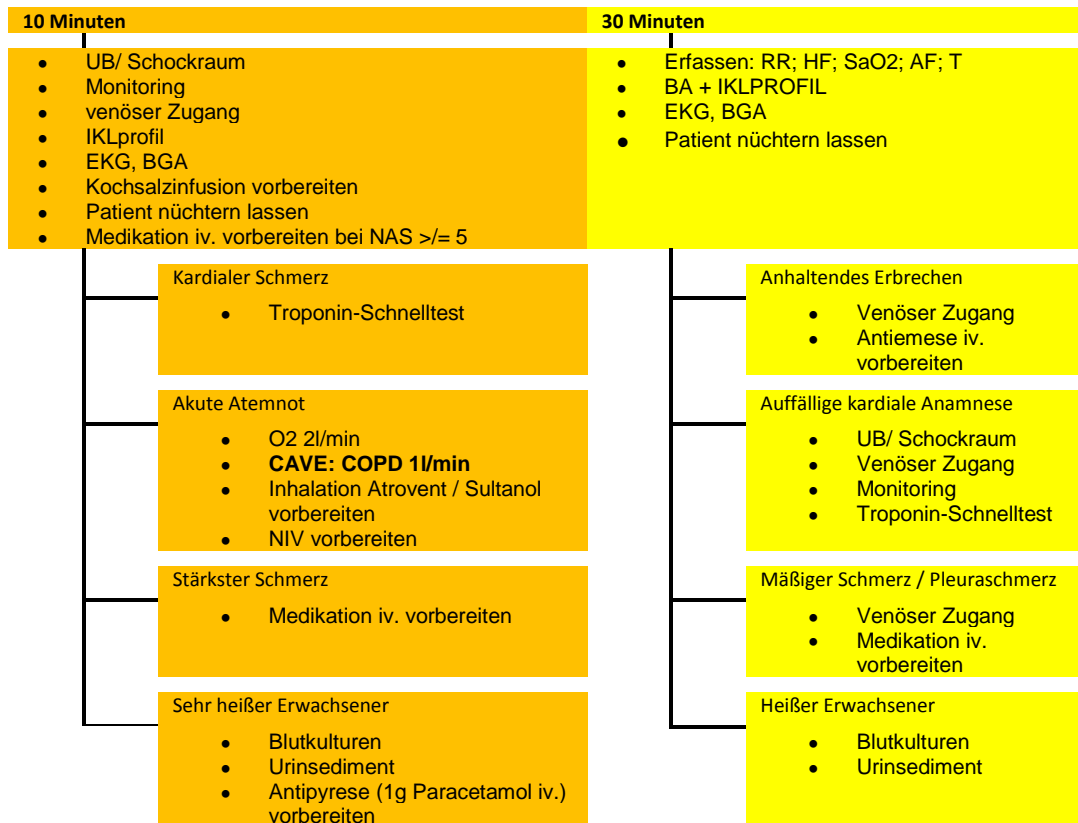 10 Minuten
• UB/ Schockraum
• Monitoring
• venöser Zugang
• IKLprofil
• EKG, BGA
• Kochsalzinfusion vorbereiten
• Patient nüchtern lassen
• Medikation iv. vorbereiten bei NAS >/= 5
Kardialer Schmerz
• Troponin-Schnelltest
Akute Atemnot
• O2 2l/min
• CAVE: COPD 1l/min
• Inhalation Atrovent / Sultanol
vorbereiten
• NIV vorbereiten
Stärkster Schmerz
• Medikation iv. vorbereiten
Sehr heißer Erwachsener
• Blutkulturen
• Urinsediment
• Antipyrese (1g Paracetamol iv.)
vorbereiten
30 Minuten
• Erfassen: RR; HF; SaO2; AF; T
• BA + IKLPROFIL
• EKG, BGA
• Patient nüchtern lassen
Anhaltendes Erbrechen
• Venöser Zugang
• Antiemese iv.
vorbereiten
Auffällige kardiale Anamnese
• UB/ Schockraum
• Venöser Zugang
• Monitoring
• Troponin-Schnelltest
Mäßiger Schmerz / Pleuraschmerz
• Venöser Zugang
• Medikation iv.
vorbereiten
Heißer Erwachsener
• Blutkulturen
• Urinsediment